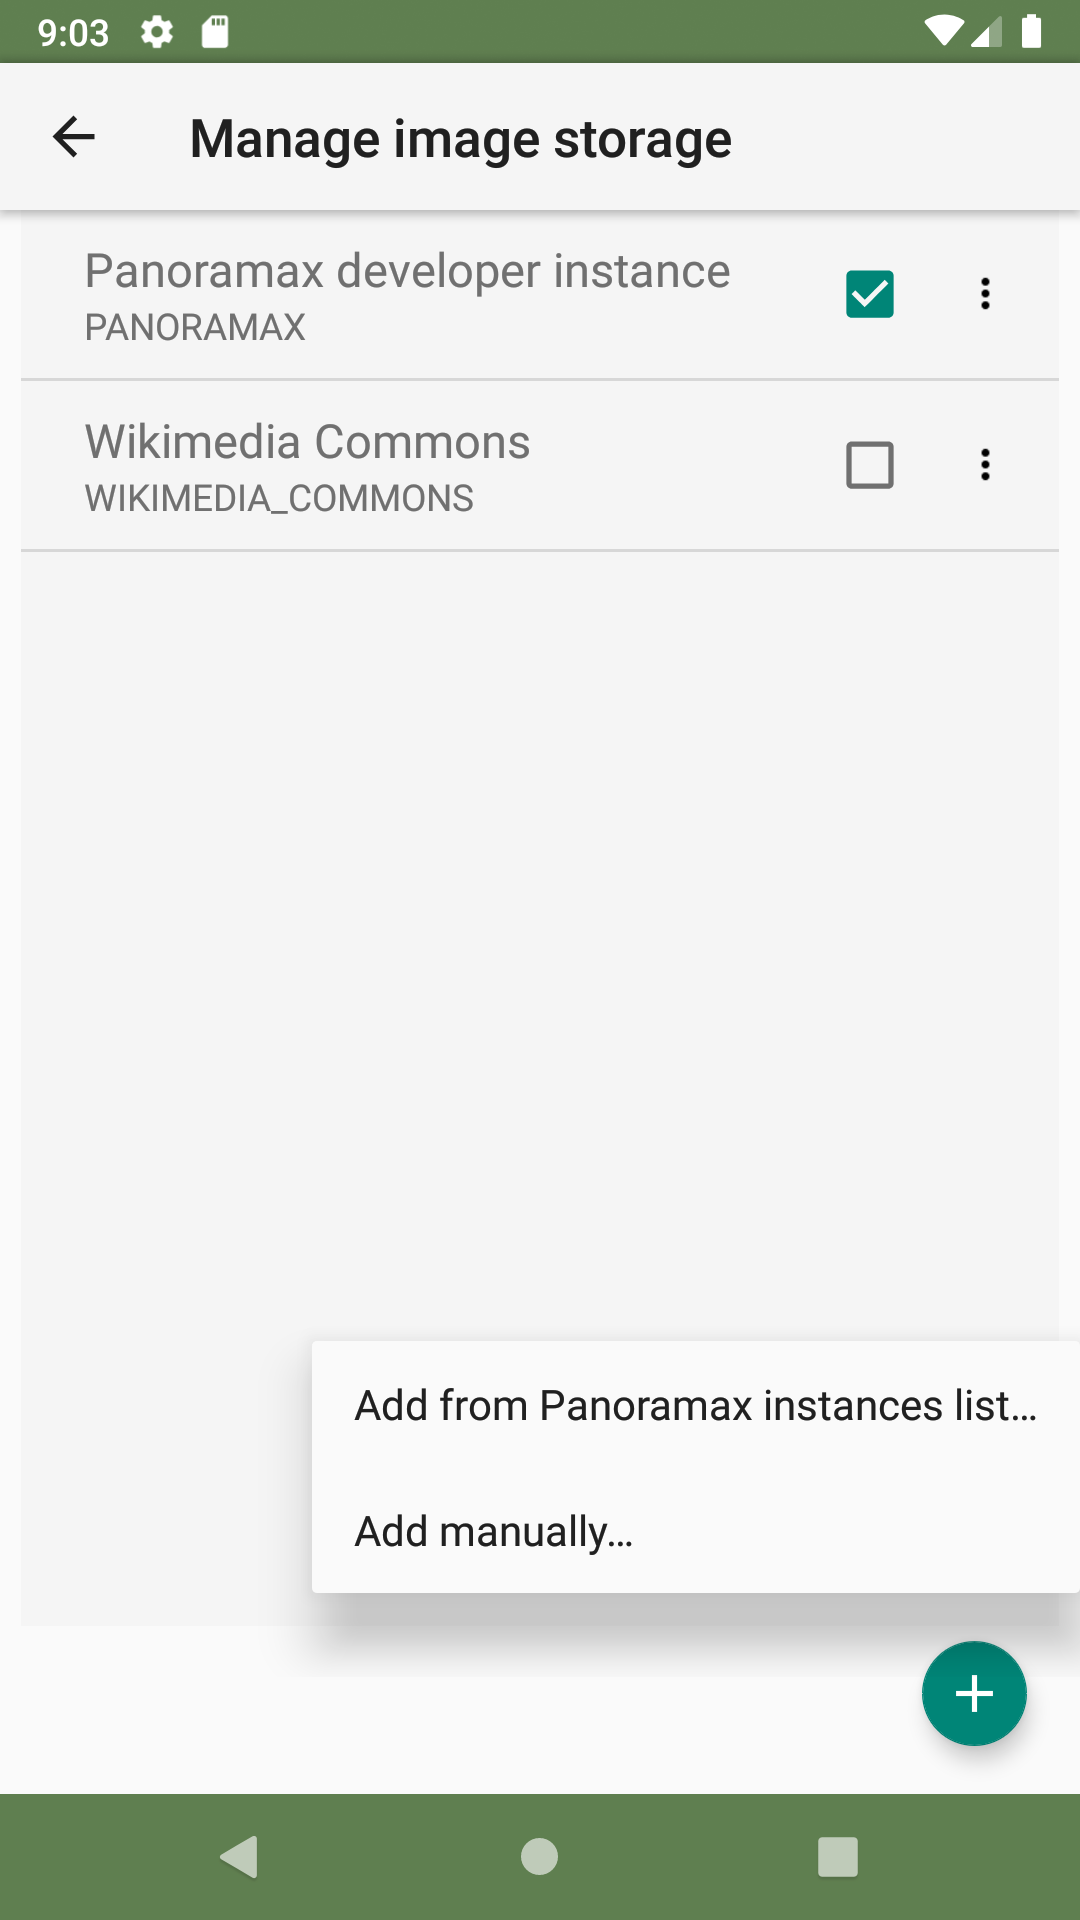 9:03
Manage image storage
Panoramax developer instance
PANORAMAX
Wikimedia Commons
WIKIMEDIA_COMMONS
Add from Panoramax instances list…
Add manually…